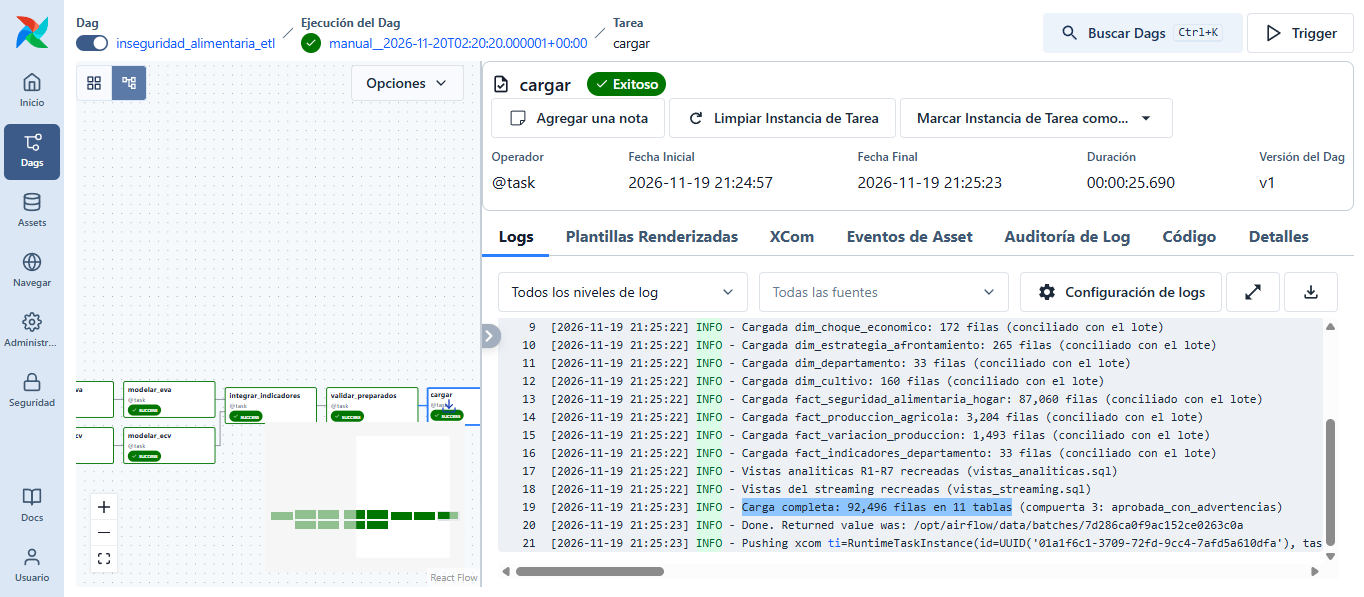 Dag
inseguridad_alimentaria_etl
Ejecución del Dag
manual__2026-11-20T02:20:20.000001+00:00
Tarea
cargar
Buscar Dags Ctrl+K
Trigger
Inicio
Dags
Assets
Navegar
Administr...
Seguridad
Docs
Usuario
Opciones
modelar_eva
@task
success
modelar_ecv
@task
success
integrar_indicadores
@task
success
validar_preparados
@task
success
cargar
@task
success
React Flow
cargar Exitoso
Agregar una nota
Limpiar Instancia de Tarea
Marcar Instancia de Tarea como...
Operador Fecha Inicial Fecha Final Duración Versión del Dag
@task 2026-11-19 21:24:57 2026-11-19 21:25:23 00:00:25.690 v1
Logs Plantillas Renderizadas XCom Eventos de Asset Auditoría de Log Código Detalles
Todos los niveles de log
Todas las fuentes
Configuración de logs
9 [2026-11-19 21:25:22] INFO - Cargada dim_choque_economico: 172 filas (conciliado con el lote)
10 [2026-11-19 21:25:22] INFO - Cargada dim_estrategia_afrontamiento: 265 filas (conciliado con el lote)
11 [2026-11-19 21:25:22] INFO - Cargada dim_departamento: 33 filas (conciliado con el lote)
12 [2026-11-19 21:25:22] INFO - Cargada dim_cultivo: 160 filas (conciliado con el lote)
13 [2026-11-19 21:25:22] INFO - Cargada fact_seguridad_alimentaria_hogar: 87,060 filas (conciliado con el lote)
14 [2026-11-19 21:25:22] INFO - Cargada fact_produccion_agricola: 3,204 filas (conciliado con el lote)
15 [2026-11-19 21:25:22] INFO - Cargada fact_variacion_produccion: 1,493 filas (conciliado con el lote)
16 [2026-11-19 21:25:22] INFO - Cargada fact_indicadores_departamento: 33 filas (conciliado con el lote)
17 [2026-11-19 21:25:22] INFO - Vistas analiticas R1-R7 recreadas (vistas_analiticas.sql)
18 [2026-11-19 21:25:22] INFO - Vistas del streaming recreadas (vistas_streaming.sql)
19 [2026-11-19 21:25:23] INFO - Carga completa: 92,496 filas en 11 tablas (compuerta 3: aprobada_con_advertencias)
20 [2026-11-19 21:25:23] INFO - Done. Returned value was: /opt/airflow/data/batches/7d286ca0f9ac152ce0263c0a
21 [2026-11-19 21:25:23] INFO - Pushing xcom ti=RuntimeTaskInstance(id=UUID('01a1f6c1-3709-72fd-9cc4-7afd5a610dfa'), tas